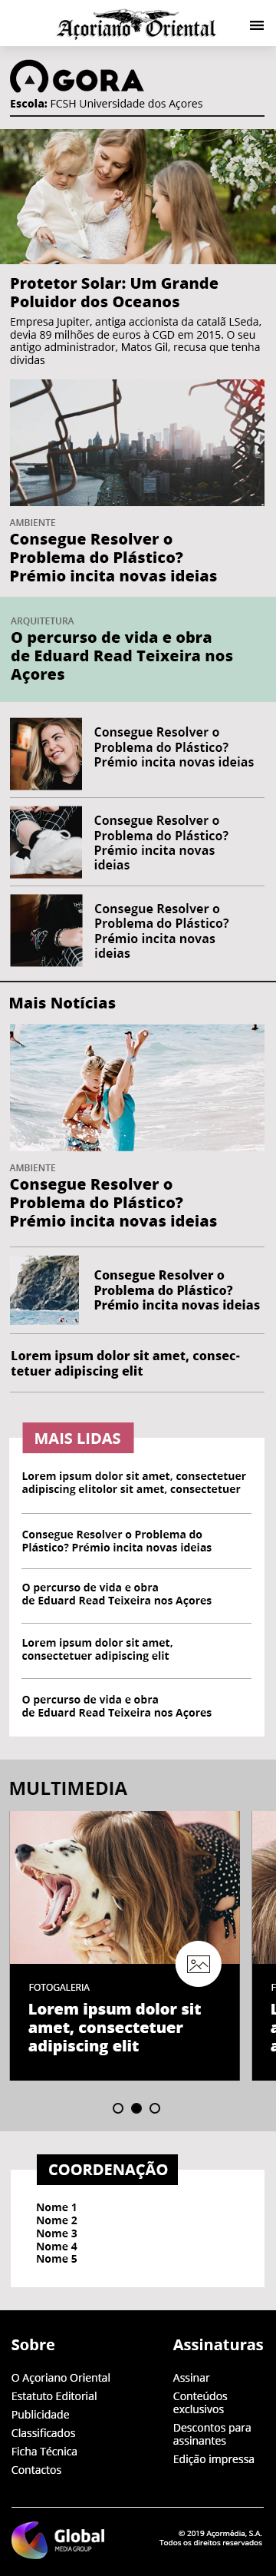 Açoriano Oriental
AGORA
Escola: FCSH Universidade dos Açores
Protetor Solar: Um Grande
Poluidor dos Oceanos
Empresa Jupiter, antiga accionista da catalã LSeda,
devia 89 milhões de euros à CGD em 2015. O seu
antigo administrador, Matos Gil, recusa que tenha
dívidas
AMBIENTE
Consegue Resolver o
Problema do Plástico?
Prémio incita novas ideias
ARQUITETURA
O percurso de vida e obra
de Eduard Read Teixeira nos
Açores
Consegue Resolver o
Problema do Plástico?
Prémio incita novas ideias
Consegue Resolver o
Problema do Plástico?
Prémio incita novas
ideias
Consegue Resolver o
Problema do Plástico?
Prémio incita novas
ideias
Mais Notícias
AMBIENTE
Consegue Resolver o
Problema do Plástico?
Prémio incita novas ideias
Consegue Resolver o
Problema do Plástico?
Prémio incita novas ideias
Lorem ipsum dolor sit amet, consec-
tetuer adipiscing elit
MAIS LIDAS
Lorem ipsum dolor sit amet, consectetuer
adipiscing elitolor sit amet, consectetuer
Consegue Resolver o Problema do
Plástico? Prémio incita novas ideias
O percurso de vida e obra
de Eduard Read Teixeira nos Açores
Lorem ipsum dolor sit amet,
consectetuer adipiscing elit
O percurso de vida e obra
de Eduard Read Teixeira nos Açores
MULTIMEDIA
FOTOGALERIA
Lorem ipsum dolor sit
amet, consectetuer
adipiscing elit
COORDENAÇÃO
Nome 1
Nome 2
Nome 3
Nome 4
Nome 5
Sobre
O Açoriano Oriental
Estatuto Editorial
Publicidade
Classificados
Ficha Técnica
Contactos
Assinaturas
Assinar
Conteúdos
exclusivos
Descontos para
assinantes
Edição impressa
Global
MEDIA GROUP
© 2019 Açormédia, S.A.
Todos os direitos reservados